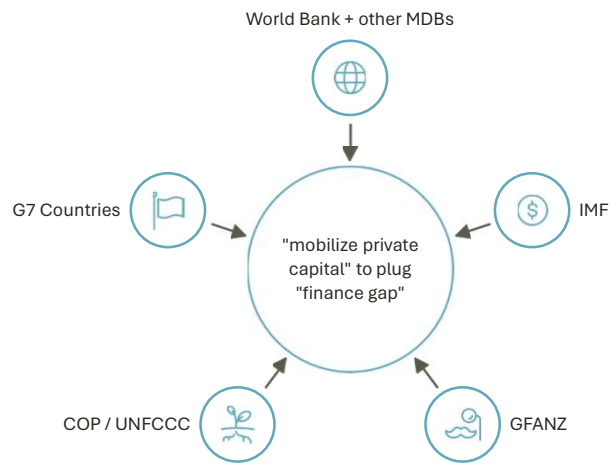 World Bank + other MDBs
G7 Countries
$
IMF
"mobilize private
capital" to plug
"finance gap"
COP / UNFCCC
GFANZ